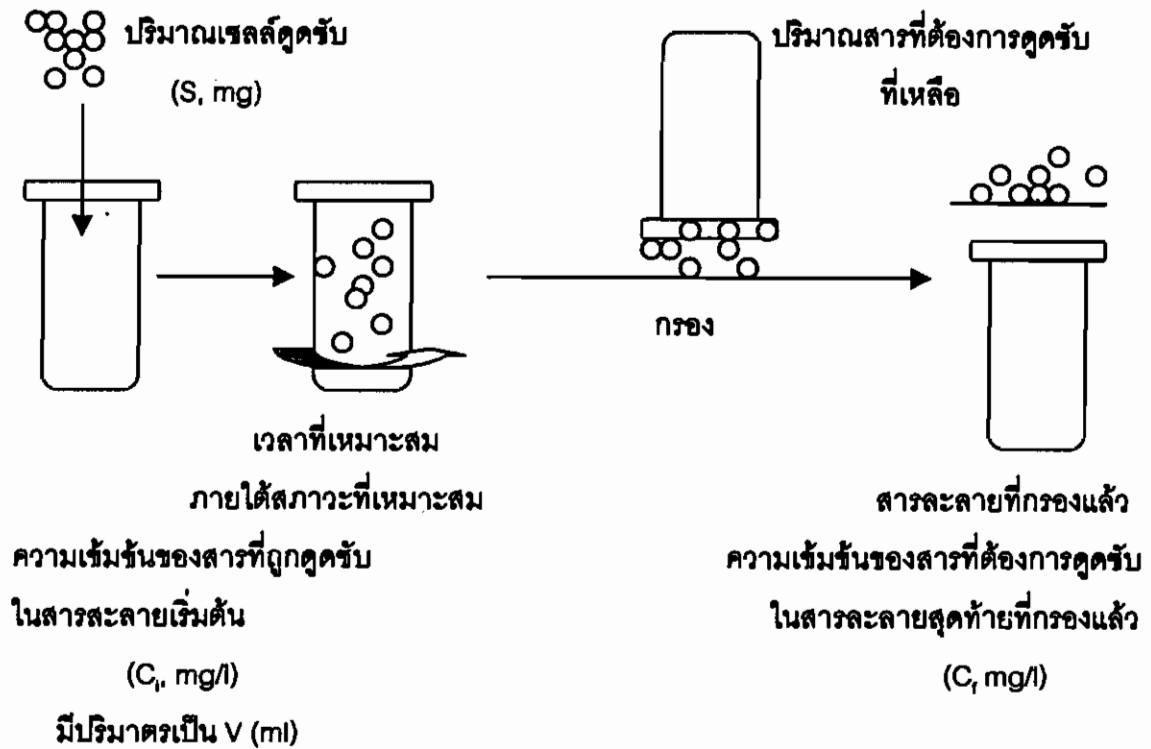 ปริมาณเซลล์ดูดซับ
(S, mg)
ปริมาณสารที่ต้องการดูดซับ
ที่เหลือ
กรอง
เวลาที่เหมาะสม
ภายใต้สภาวะที่เหมาะสม
ความเข้มข้นของสารที่ถูกดูดซับ
ในสารสะลายเริ่มต้น
(Ci, mg/l)
มีปริมาตรเป็น V (ml)
สารละลายที่กรองแล้ว
ความเข้มข้นของสารที่ต้องการดูดซับ
ในสารละลายสุดท้ายที่กรองแล้ว
(Cf mg/l)